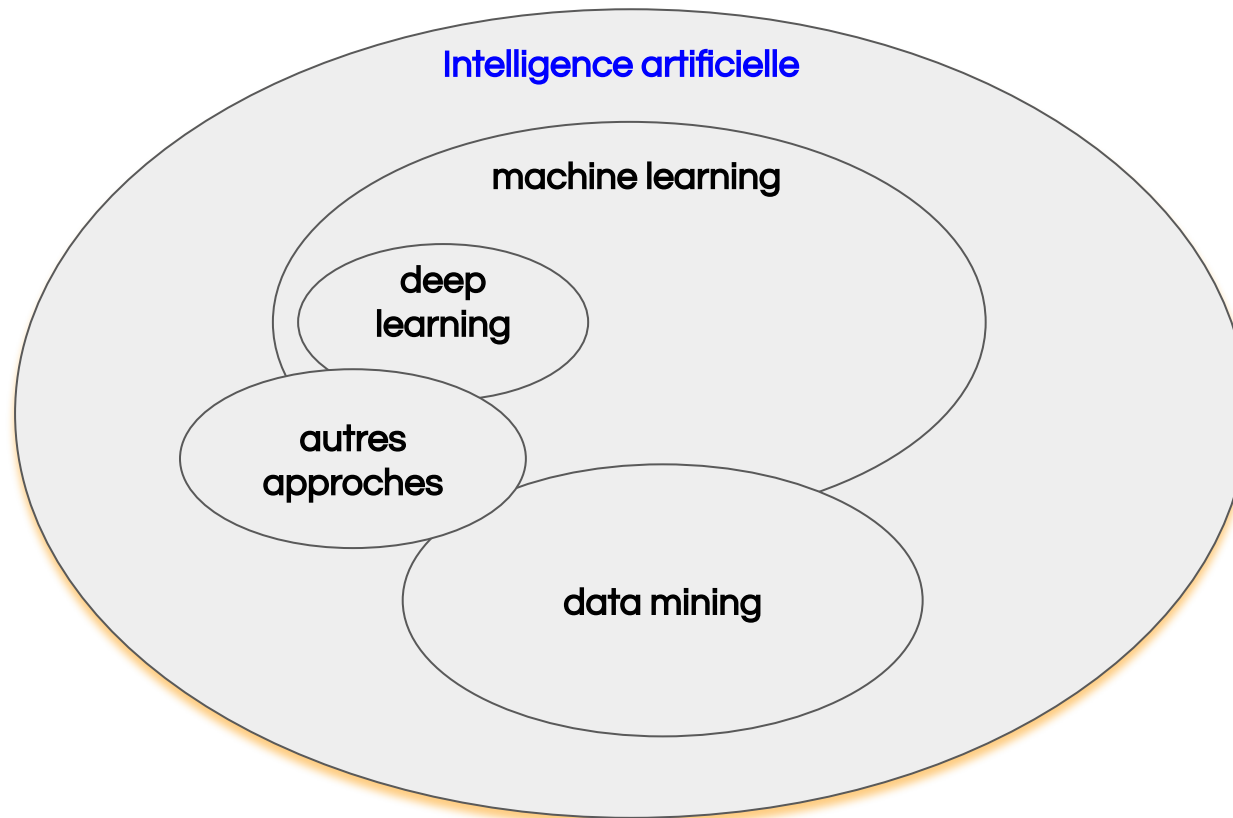 Intelligence artificielle
machine learning
deep
learning
autres
approches
data mining